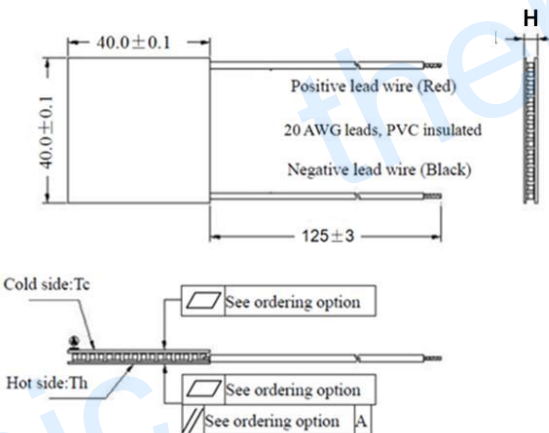 H
40.0±0.1
40.0±0.1
Positive lead wire (Red)
20 AWG leads, PVC insulated
Negative lead wire (Black)
125±3
Cold side:Tc
See ordering option
Hot side:Th
See ordering option
See ordering option A